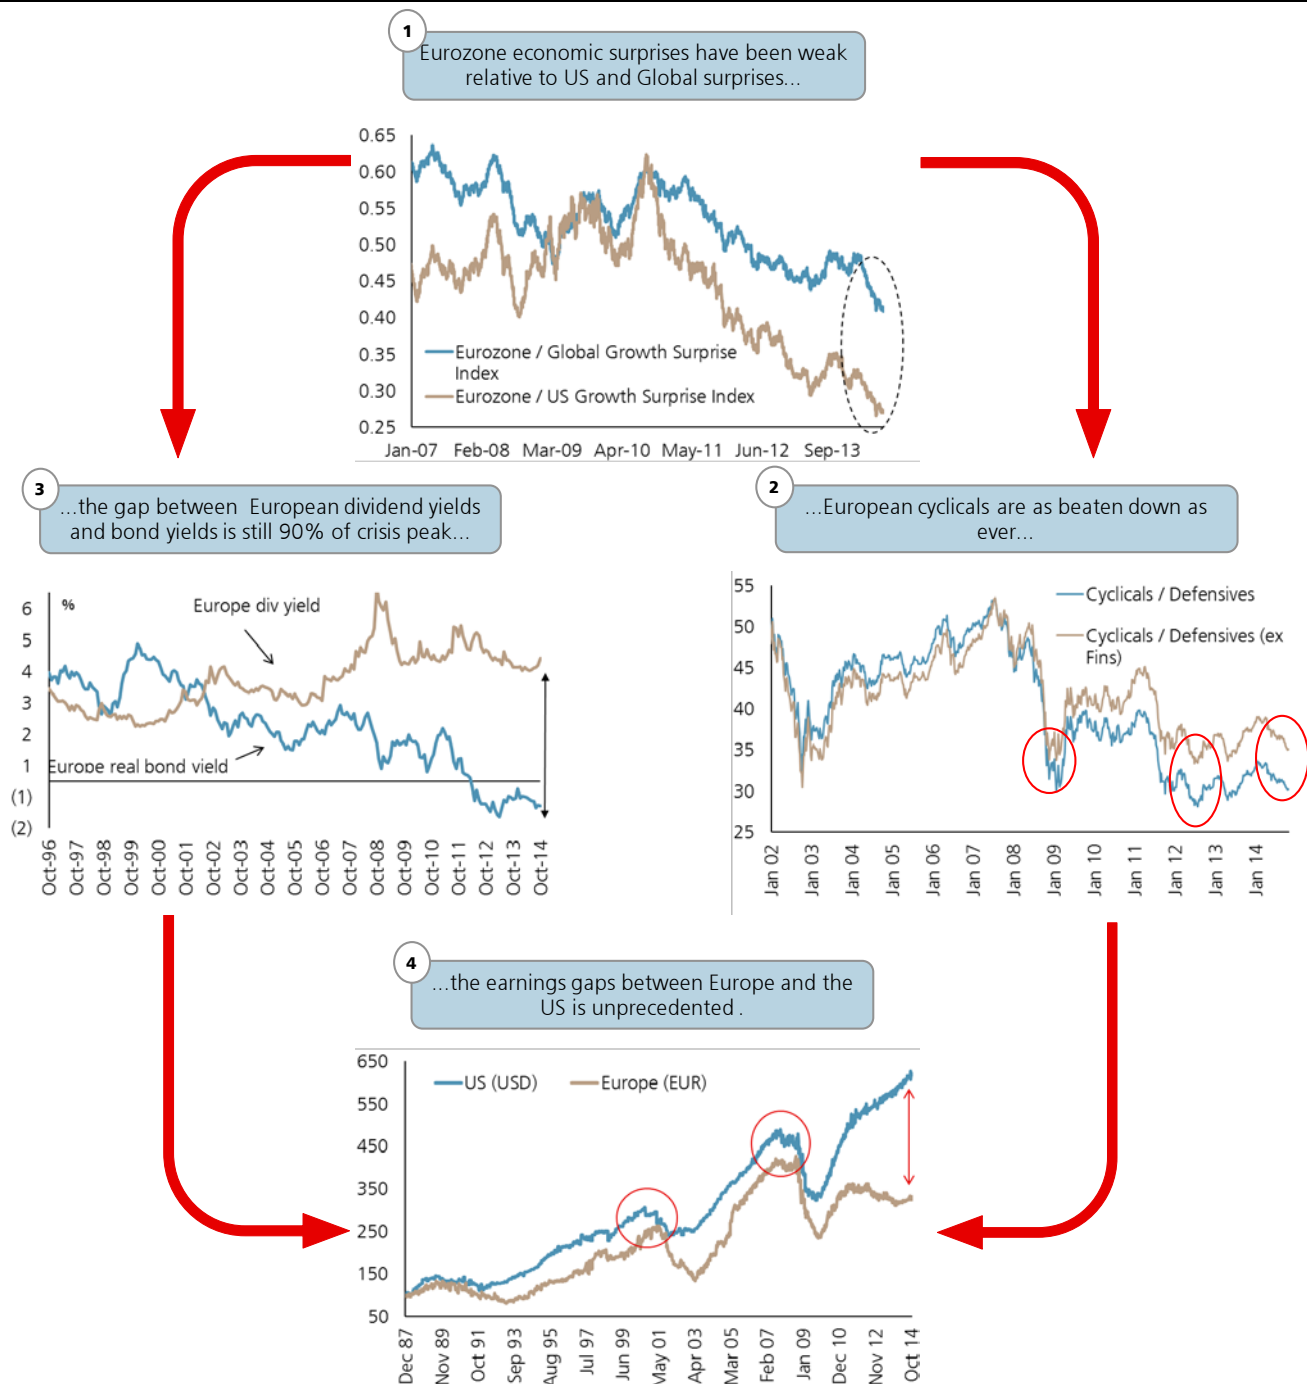 1
Eurozone economic surprises have been weak
relative to US and Global surprises...
0.65
0.60
0.55
0.50
0.45
0.40
0.35
0.30
0.25
Eurozone / Global Growth Surprise
Index
Eurozone / US Growth Surprise Index
Jan-07 Feb-08 Mar-09 Apr-10 May-11 Jun-12 Sep-13
3
...the gap between European dividend yields
and bond yields is still 90% of crisis peak...
%
6
5
4
3
2
1
(1)
(2)
Europe div yield
Europe real bond yield
Oct-96 Oct-97 Oct-98 Oct-99 Oct-00 Oct-01 Oct-02 Oct-03 Oct-04 Oct-05 Oct-06 Oct-07 Oct-08 Oct-09 Oct-10 Oct-11 Oct-12 Oct-13 Oct-14
2
...European cyclicals are as beaten down as
ever...
55
50
45
40
35
30
25
Cyclicals / Defensives
Cyclicals / Defensives (ex
Fins)
Jan 02 Jan 03 Jan 04 Jan 05 Jan 06 Jan 07 Jan 08 Jan 09 Jan 10 Jan 11 Jan 12 Jan 13 Jan 14
4
...the earnings gaps between Europe and the
US is unprecedented .
650
550
450
350
250
150
50
US (USD) Europe (EUR)
Dec 87 Nov 89 Oct 91 Sep 93 Aug 95 Jul 97 Jun 99 May 01 Apr 03 Mar 05 Feb 07 Jan 09 Dec 10 Nov 12 Oct 14